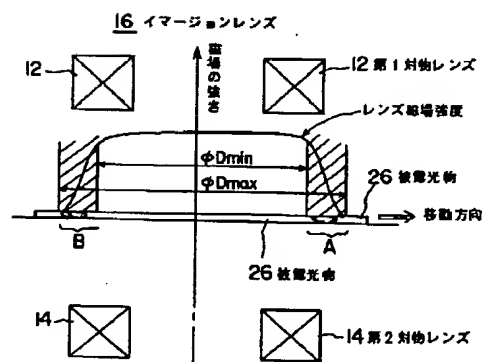 16 イマージョンレンズ
12
磁場の強さ
12 第1対物レンズ
レンズ磁場強度
φDmin
φDmax
26 被露光物
移動方向
B
A
26 被露光物
14
14 第2対物レンズ